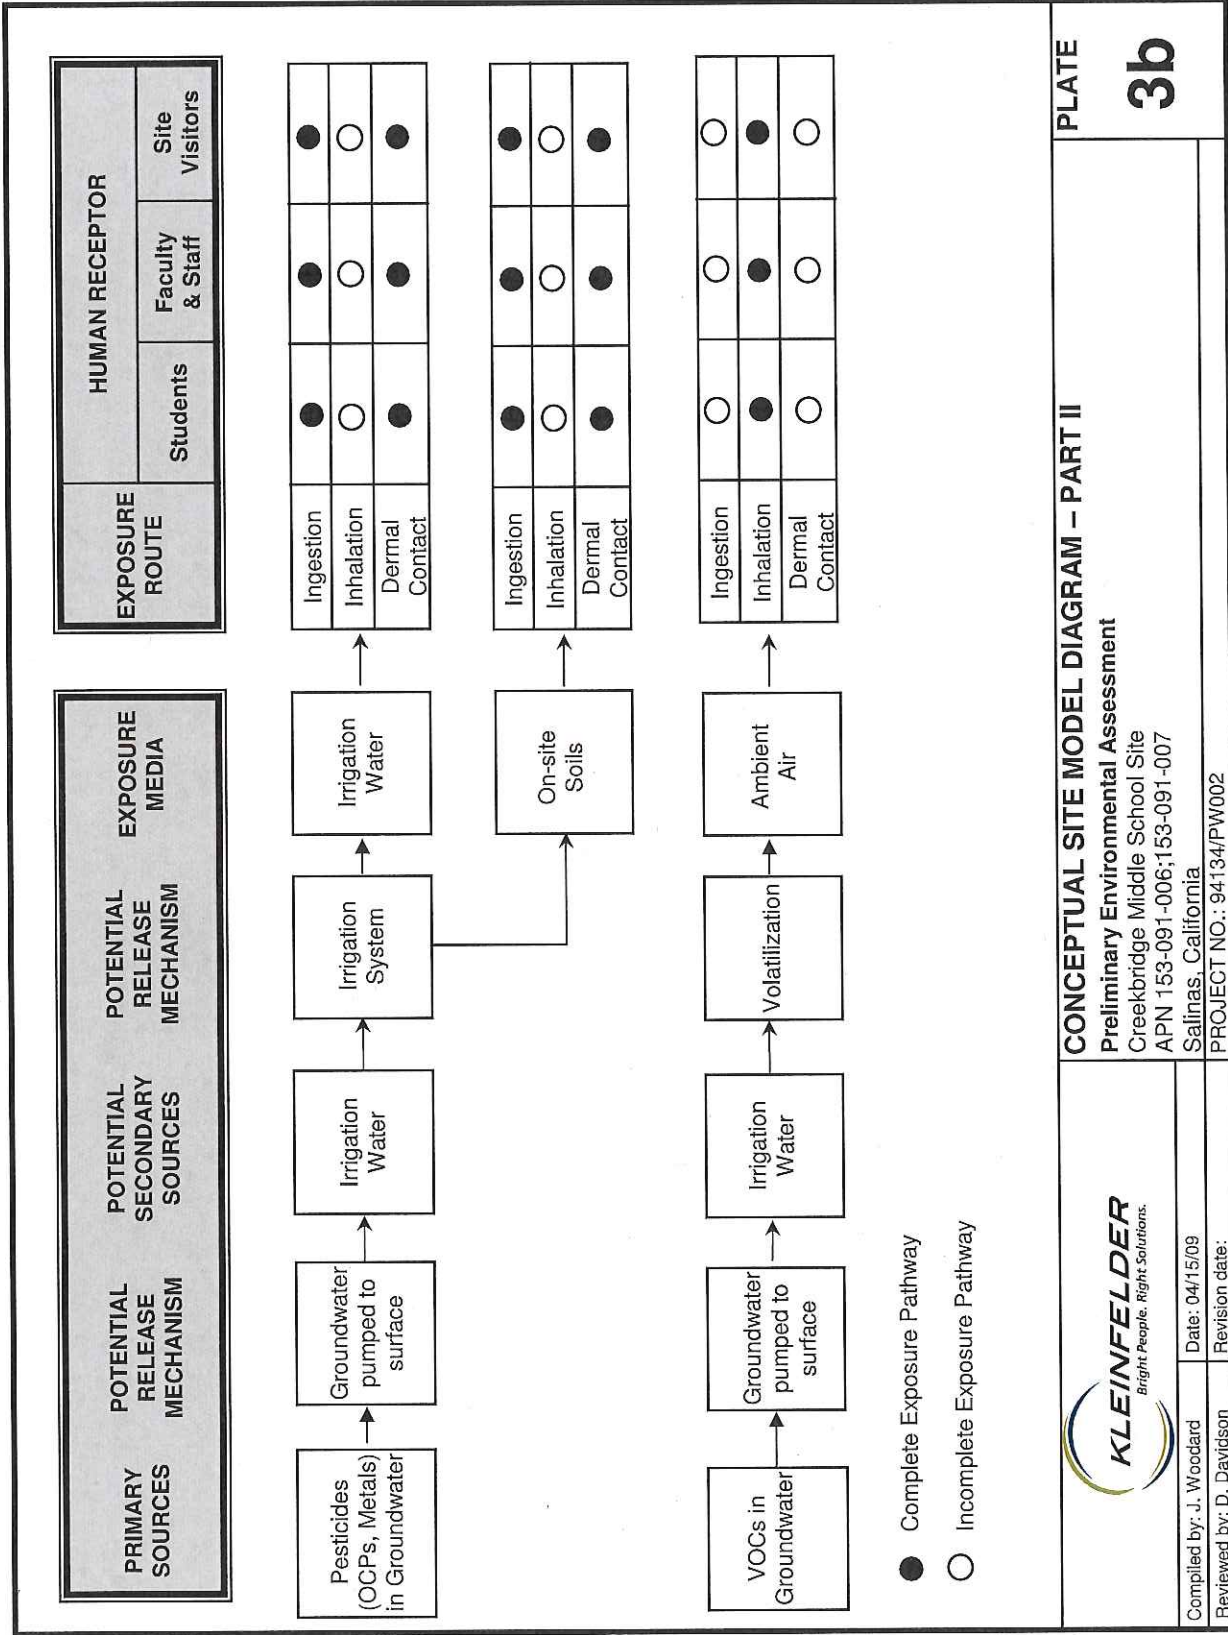 PRIMARY
SOURCES
POTENTIAL
RELEASE
MECHANISM
POTENTIAL
SECONDARY
SOURCES
POTENTIAL
RELEASE
MECHANISM
EXPOSURE
MEDIA
EXPOSURE
ROUTE
HUMAN RECEPTOR
Students
Faculty
& Staff
Site
Visitors
Pesticides
(OCPs, Metals)
in Groundwater
Groundwater
pumped to
surface
Irrigation
Water
Irrigation
System
Irrigation
Water
Ingestion
Inhalation
Dermal
Contact
On-site
Soils
Ingestion
Inhalation
Dermal
Contact
VOCs in
Groundwater
Groundwater
pumped to
surface
Irrigation
Water
Volatilization
Ambient
Air
Ingestion
Inhalation
Dermal
Contact
Complete Exposure Pathway
Incomplete Exposure Pathway
KLEINFELDER
Bright People. Right Solutions.
Compiled by: J. Woodard
Date: 04/15/09
Reviewed by: D. Davidson
Revision date:
CONCEPTUAL SITE MODEL DIAGRAM – PART II
Preliminary Environmental Assessment
Creekbridge Middle School Site
APN 153-091-006;153-091-007
Salinas, California
PROJECT NO.: 94134/PW002
PLATE
3b